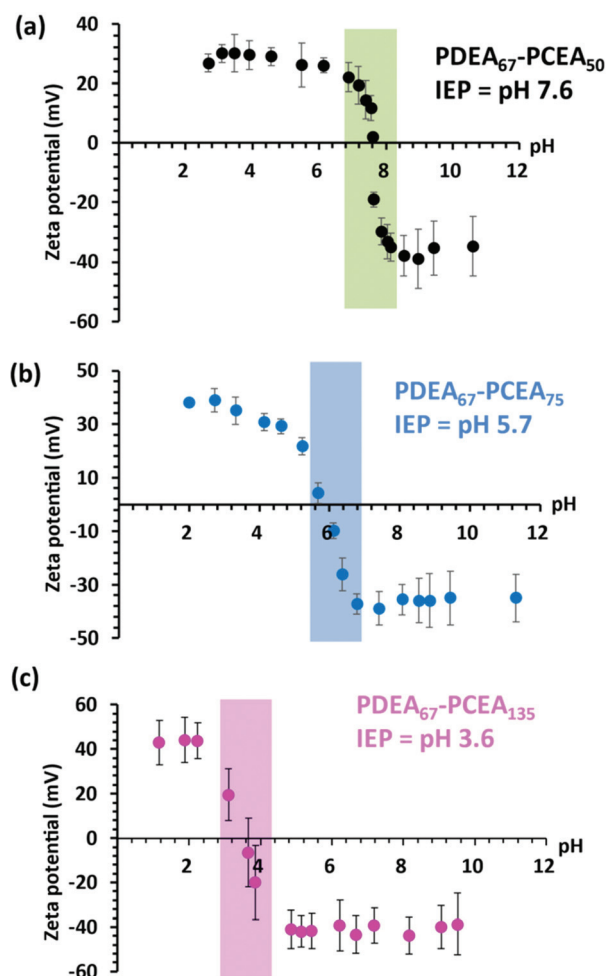 (a)
PDEA67-PCEA50
IEP = pH 7.6
Zeta potential (mV)
40
20
0
-20
-40
-60
2
4
6
8
10
12
pH
(b)
PDEA67-PCEA75
IEP = pH 5.7
Zeta potential (mV)
50
30
10
-10
-30
-50
2
4
6
8
10
12
pH
(c)
PDEA67-PCEA135
IEP = pH 3.6
Zeta potential (mV)
60
40
20
0
-20
-40
-60
2
4
6
8
10
12
pH